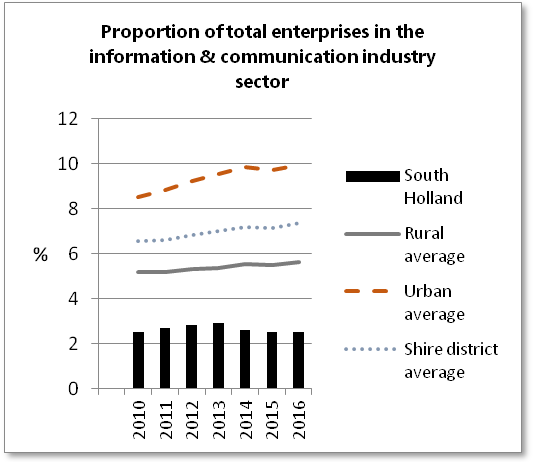 Proportion of total enterprises in the
information & communication industry
sector
12
10
8
6
4
2
0
%
2010
2011
2012
2013
2014
2015
2016
South
Holland
Rural
average
Urban
average
Shire district
average